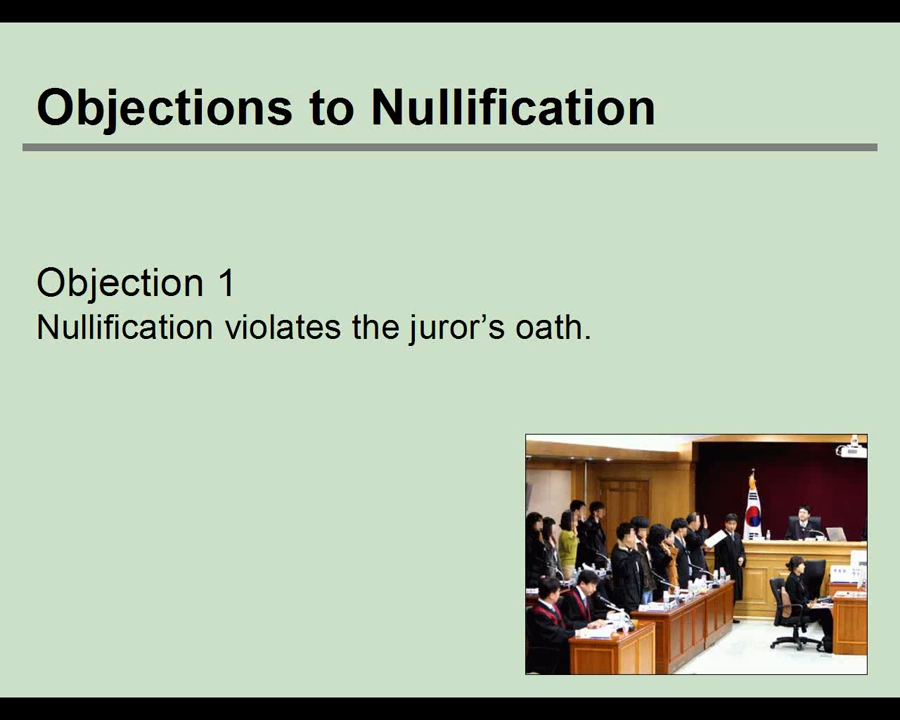 Objections to Nullification
Objection 1
Nullification violates the juror’s oath.